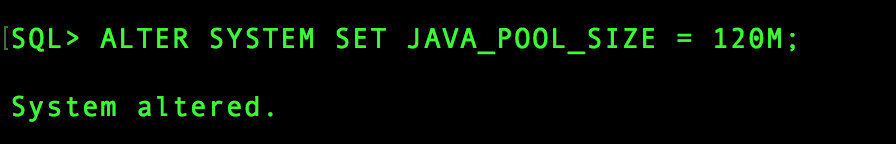 [SQL> ALTER SYSTEM SET JAVA_POOL_SIZE = 120M;
System altered.